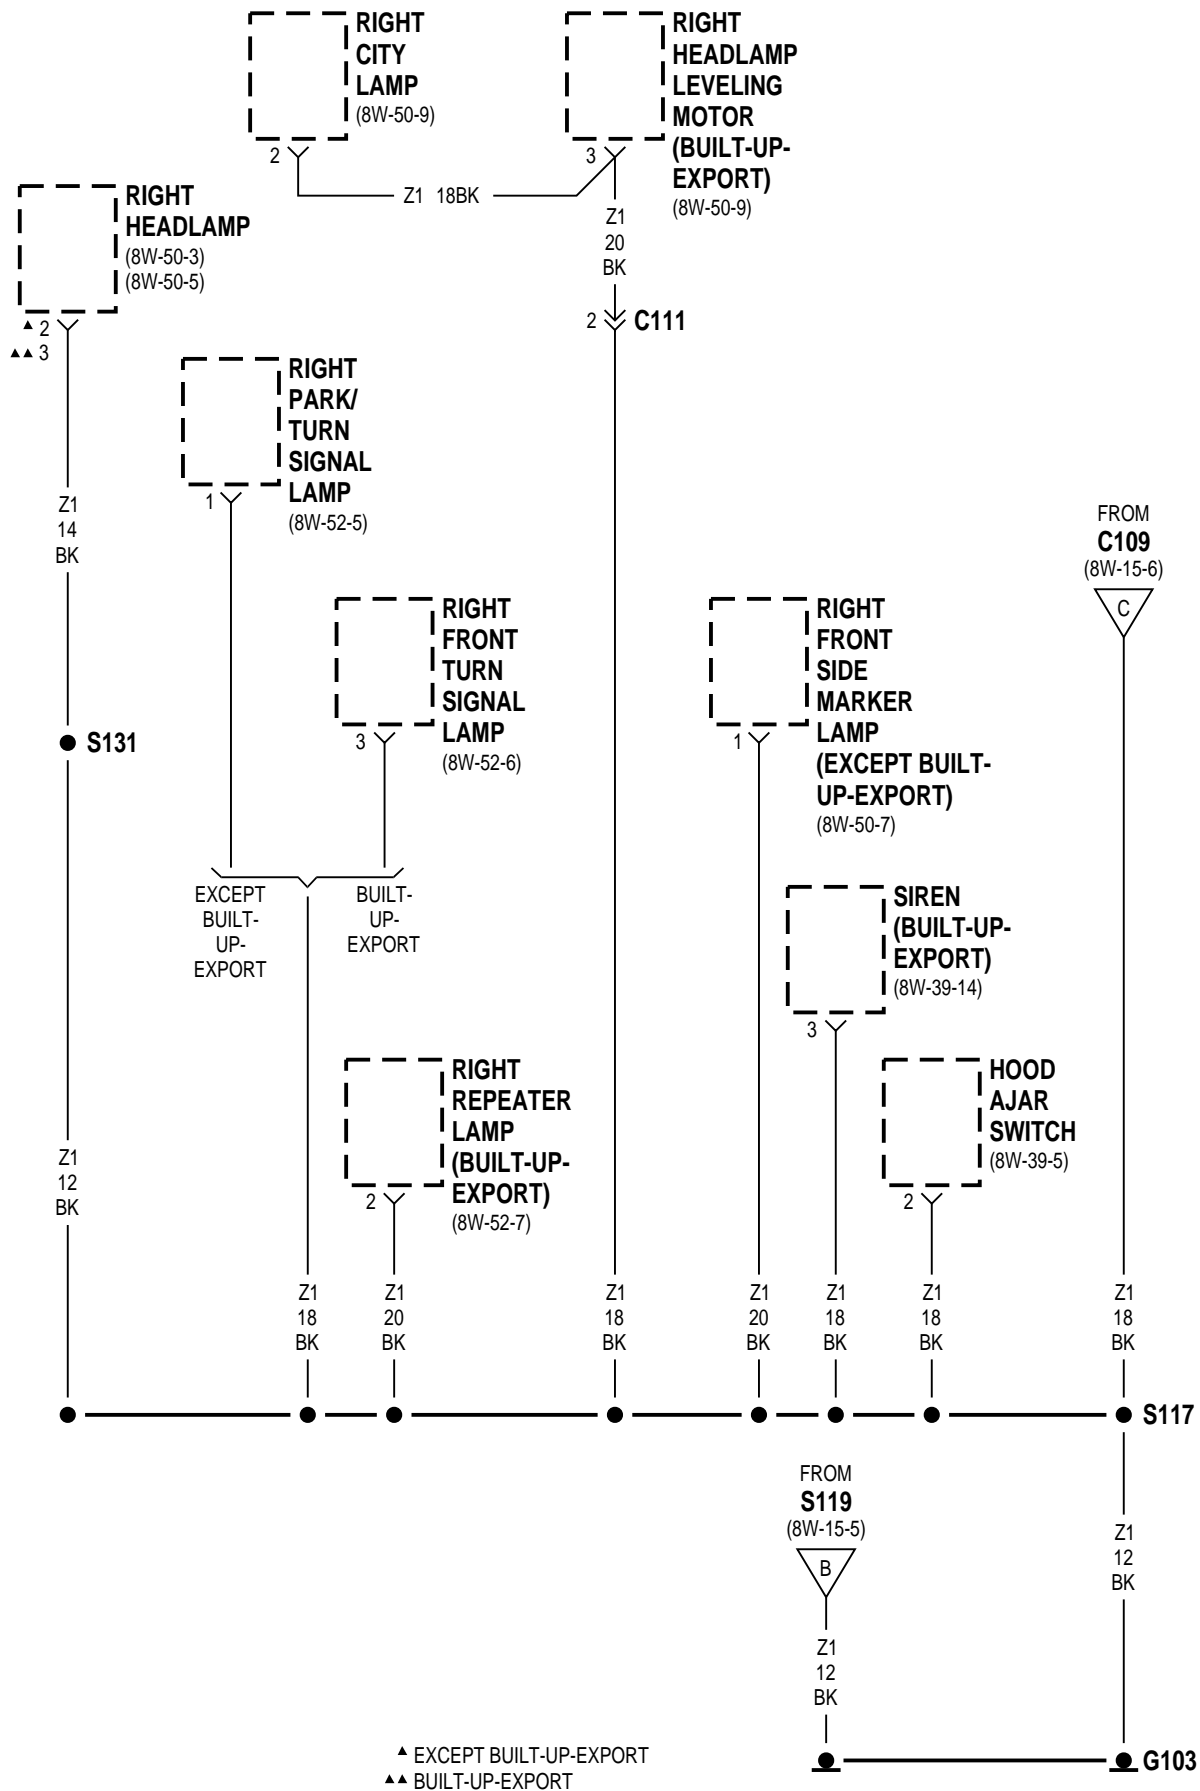 RIGHT
CITY
LAMP
(8W-50-9)
2
RIGHT
HEADLAMP
LEVELING
MOTOR
(BUILT-UP-
EXPORT)
(8W-50-9)
3
Z1 18BK
Z1
20
BK
2
C111
RIGHT
HEADLAMP
(8W-50-3)
(8W-50-5)
▲ 2
▲▲ 3
Z1
14
BK
RIGHT
PARK/
TURN
SIGNAL
LAMP
(8W-52-5)
1
FROM
C109
(8W-15-6)
C
RIGHT
FRONT
TURN
SIGNAL
LAMP
(8W-52-6)
3
RIGHT
FRONT
SIDE
MARKER
LAMP
(EXCEPT BUILT-
UP-EXPORT)
(8W-50-7)
1
S131
EXCEPT
BUILT-
UP-
EXPORT
BUILT-
UP-
EXPORT
SIREN
(BUILT-UP-
EXPORT)
(8W-39-14)
3
RIGHT
REPEATER
LAMP
(BUILT-UP-
EXPORT)
(8W-52-7)
2
HOOD
AJAR
SWITCH
(8W-39-5)
2
Z1
12
BK
Z1
18
BK
Z1
20
BK
Z1
18
BK
Z1
20
BK
Z1
18
BK
Z1
18
BK
Z1
18
BK
S117
FROM
S119
(8W-15-5)
B
Z1
12
BK
Z1
12
BK
G103
▲ EXCEPT BUILT-UP-EXPORT
▲▲ BUILT-UP-EXPORT